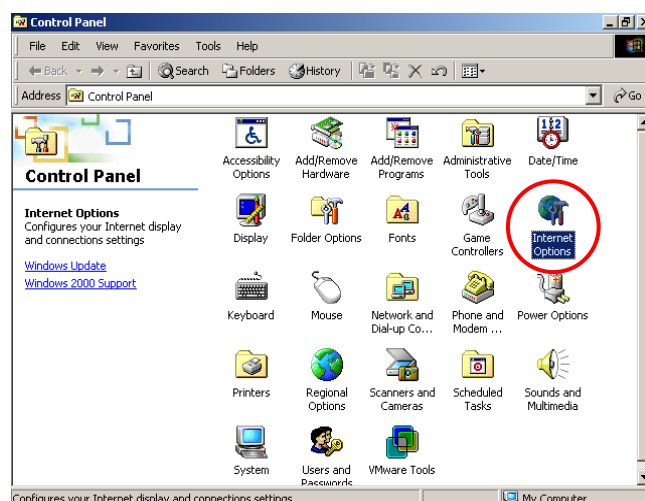 Control Panel
File Edit View Favorites Tools Help
Back Search Folders History
Address Control Panel Go
Control Panel
Internet Options
Configures your Internet display
and connections settings
Windows Update
Windows 2000 Support
Accessibility Options
Add/Remove Hardware
Add/Remove Programs
Administrative Tools
Date/Time
Display
Folder Options
Fonts
Game Controllers
Internet Options
Keyboard
Mouse
Network and Dial-up Co...
Phone and Modem ...
Power Options
Printers
Regional Options
Scanners and Cameras
Scheduled Tasks
Sounds and Multimedia
System
Users and Passwords
VMware Tools
Configures your Internet display and connections settings
My Computer